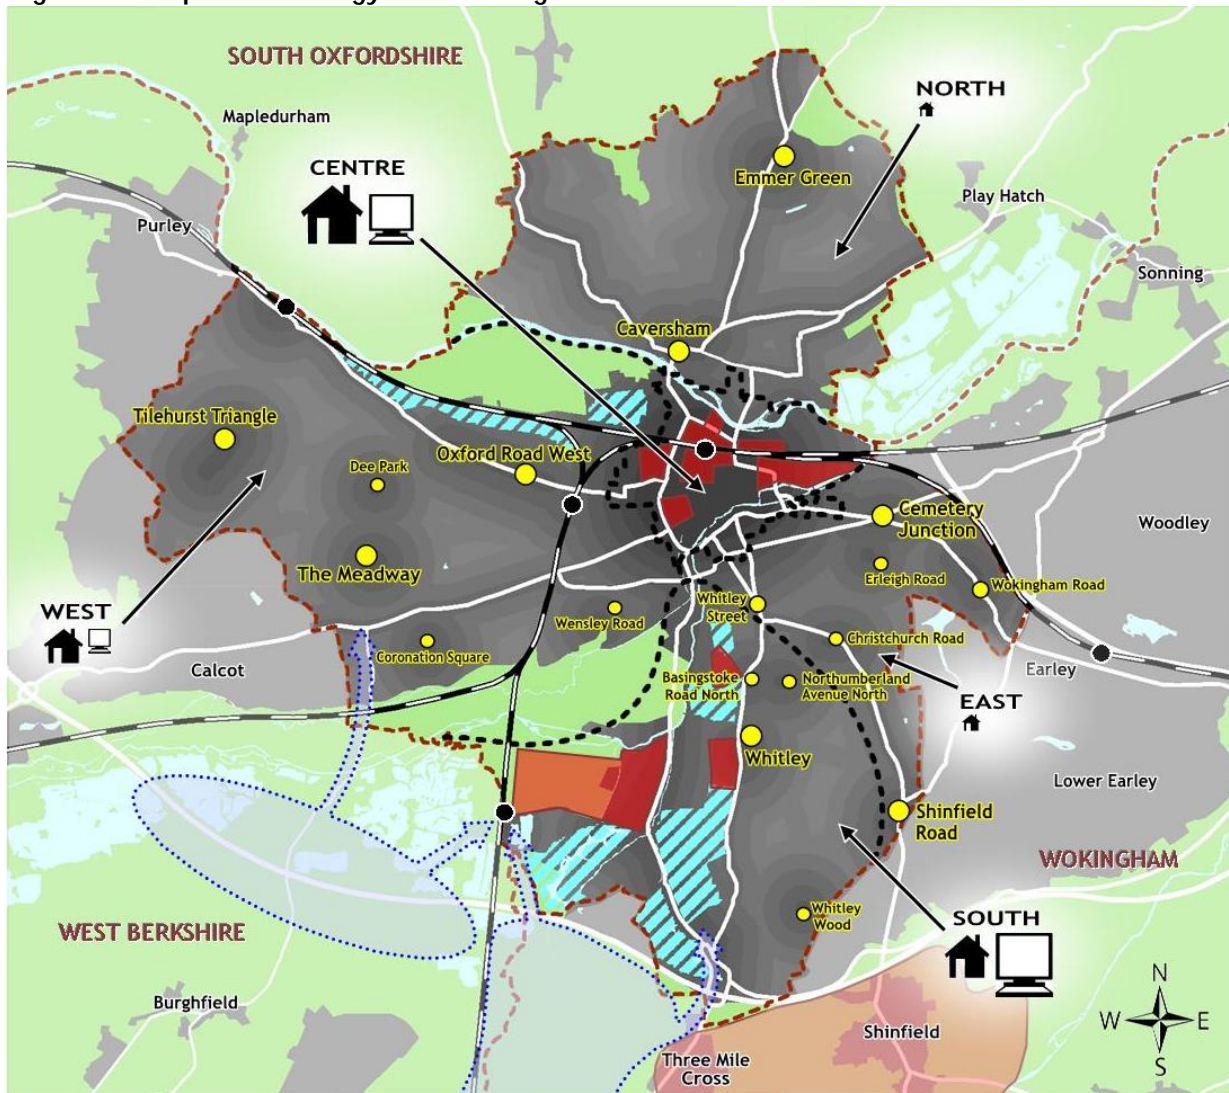 SOUTH OXFORDSHIRE
NORTH
Mapledurham
CENTRE
Emmer Green
Play Hatch
Purley
Sonning
Caversham
Tilehurst Triangle
Oxford Road West
Dee Park
Cemetery
Junction
Woodley
The Meadway
Erleigh Road
Wokingham Road
WEST
Whitley
Street
Wensley Road
Christchurch Road
Coronation Square
Calcot
Earley
Basingstoke
Road North
Northumberland
Avenue North
EAST
Whitley
Lower Earley
Shinfield
Road
WOKINGHAM
Whitley
Wood
SOUTH
WEST BERKSHIRE
Burghfield
N
W
E
S
Shinfield
Three Mile
Cross